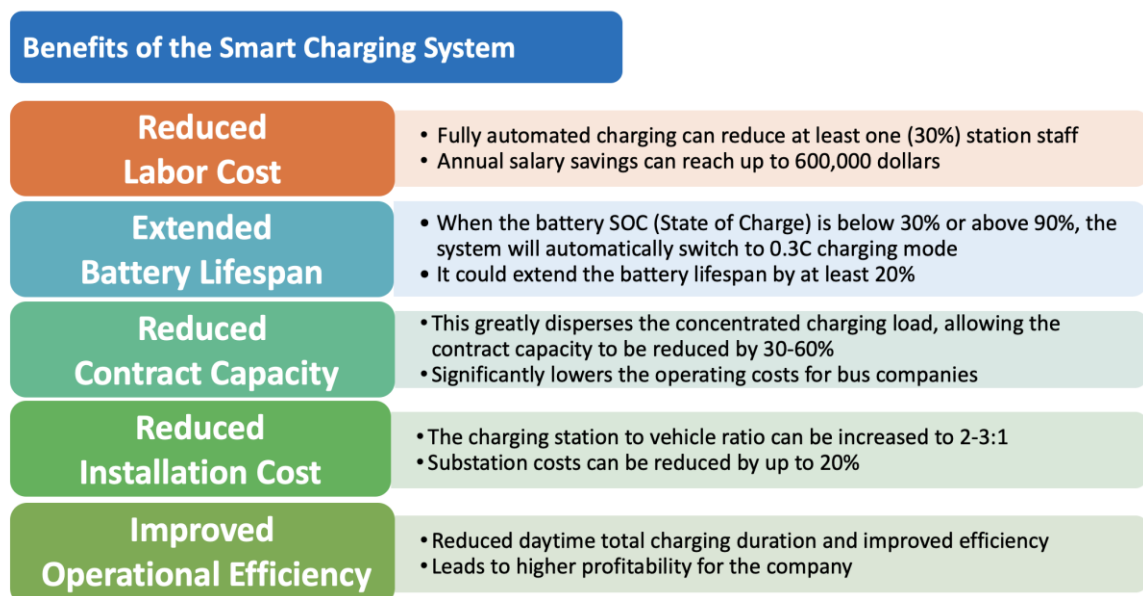 Benefits of the Smart Charging System
Reduced
Labor Cost
• Fully automated charging can reduce at least one (30%) station staff
• Annual salary savings can reach up to 600,000 dollars
Extended
Battery Lifespan
• When the battery SOC (State of Charge) is below 30% or above 90%, the
system will automatically switch to 0.3C charging mode
• It could extend the battery lifespan by at least 20%
Reduced
Contract Capacity
• This greatly disperses the concentrated charging load, allowing the
contract capacity to be reduced by 30-60%
• Significantly lowers the operating costs for bus companies
Reduced
Installation Cost
• The charging station to vehicle ratio can be increased to 2-3:1
• Substation costs can be reduced by up to 20%
Improved
Operational Efficiency
• Reduced daytime total charging duration and improved efficiency
• Leads to higher profitability for the company